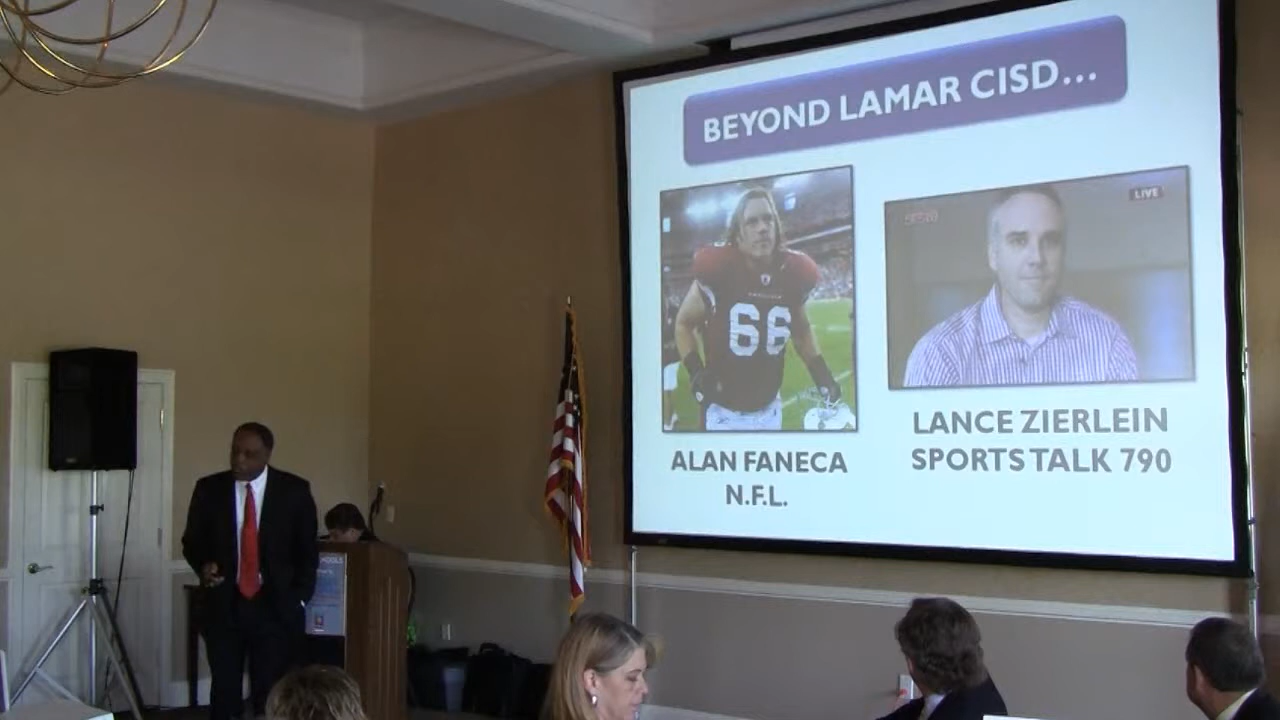 BEYOND LAMAR CISD...
LIVE
66
ALAN FANECA
N.F.L.
LANCE ZIERLEIN
SPORTS TALK 790